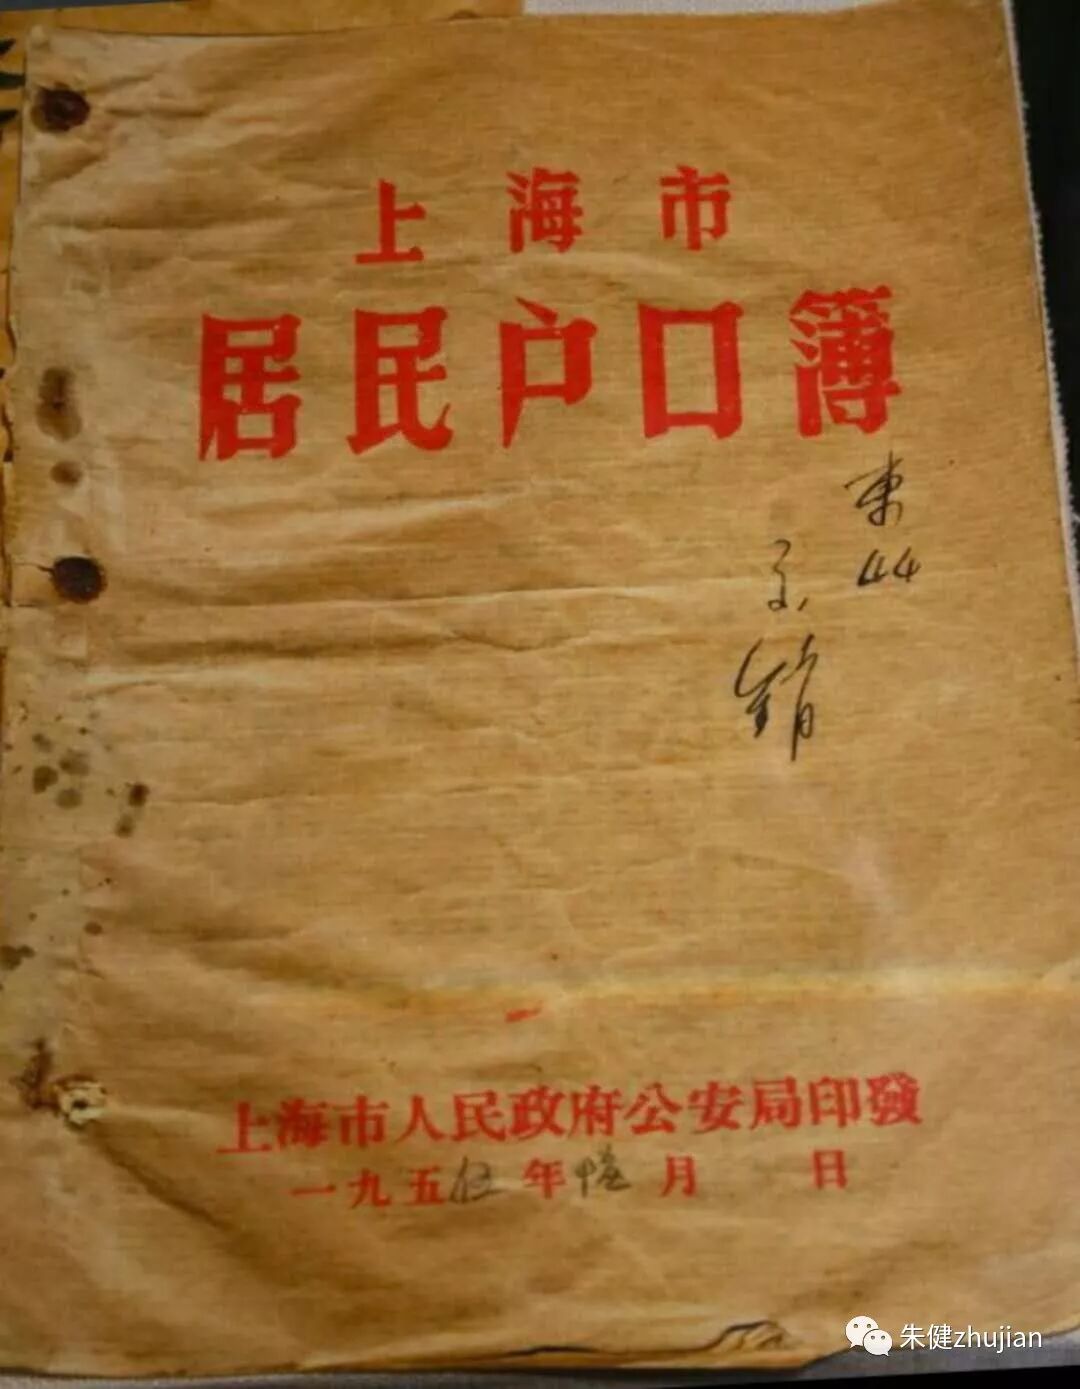 上海市
居民户口簿
東44
上海市人民政府公安局印發
一九五伍年 月 日
朱健zhujian